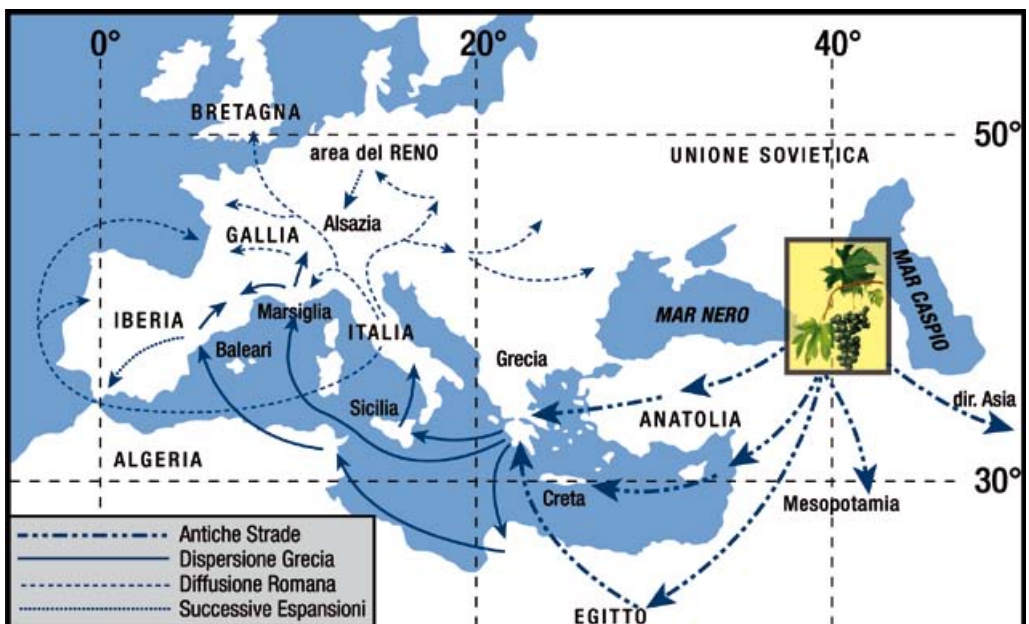 0°
20°
40°
BRETAGNA
50°
area del RENO
UNIONE SOVIETICA
Alsazia
GALLIA
MAR CASPIO
Marsiglia
MAR NERO
IBERIA
ITALIA
Baleari
Grecia
Sicilia
ANATOLIA
dir. Asia
ALGERIA
30°
Creta
Mesopotamia
Antiche Strade
Dispersione Grecia
Diffusione Romana
Successive Espansioni
EGITTO